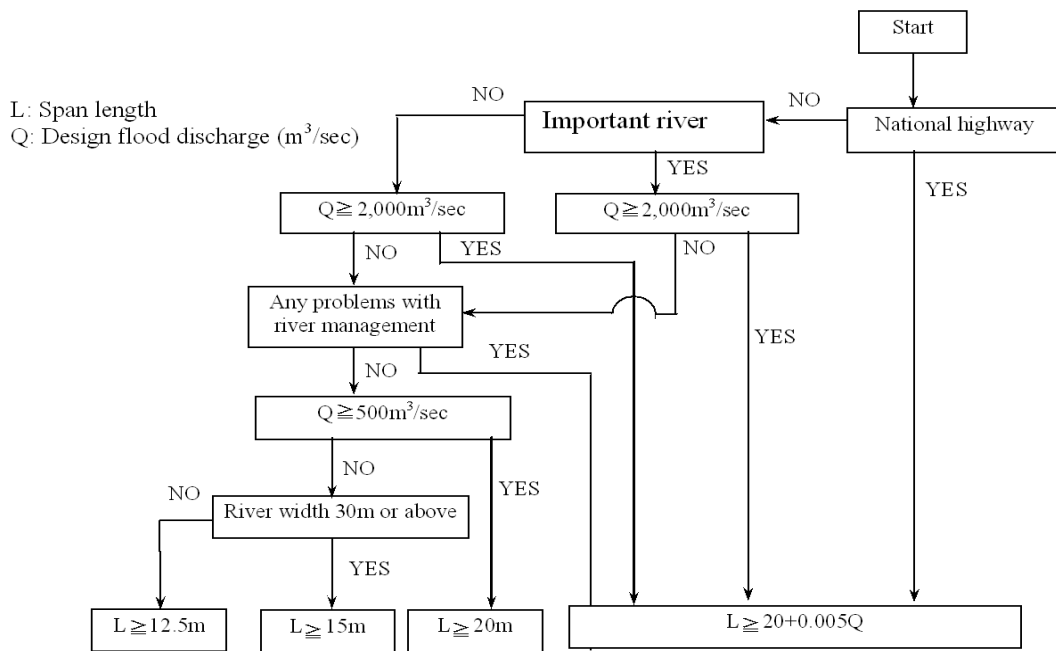 Start
L: Span length
Q: Design flood discharge (m³/sec)
NO
Important river
NO
National highway
YES
YES
Q≧2,000m³/sec
Q≧2,000m³/sec
NO
YES
NO
Any problems with
river management
YES
YES
NO
Q≧500m³/sec
NO
YES
NO
River width 30m or above
YES
L≧12.5m
L≧15m
L≧20m
L≧20+0.005Q